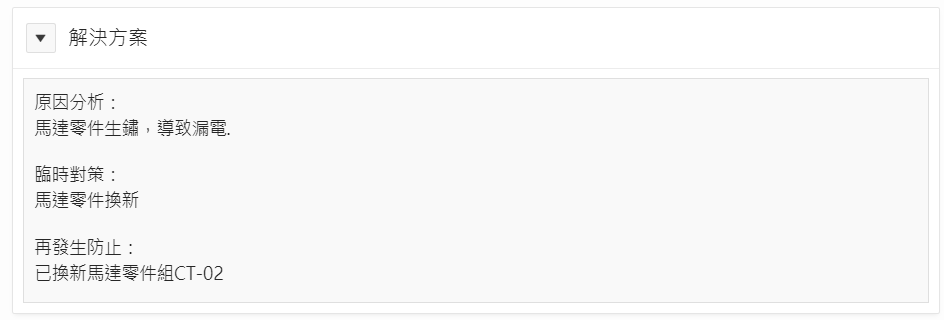 解決方案
原因分析：
馬達零件生鏽，導致漏電.
臨時對策：
馬達零件換新
再發生防止：
已換新馬達零件組CT-02